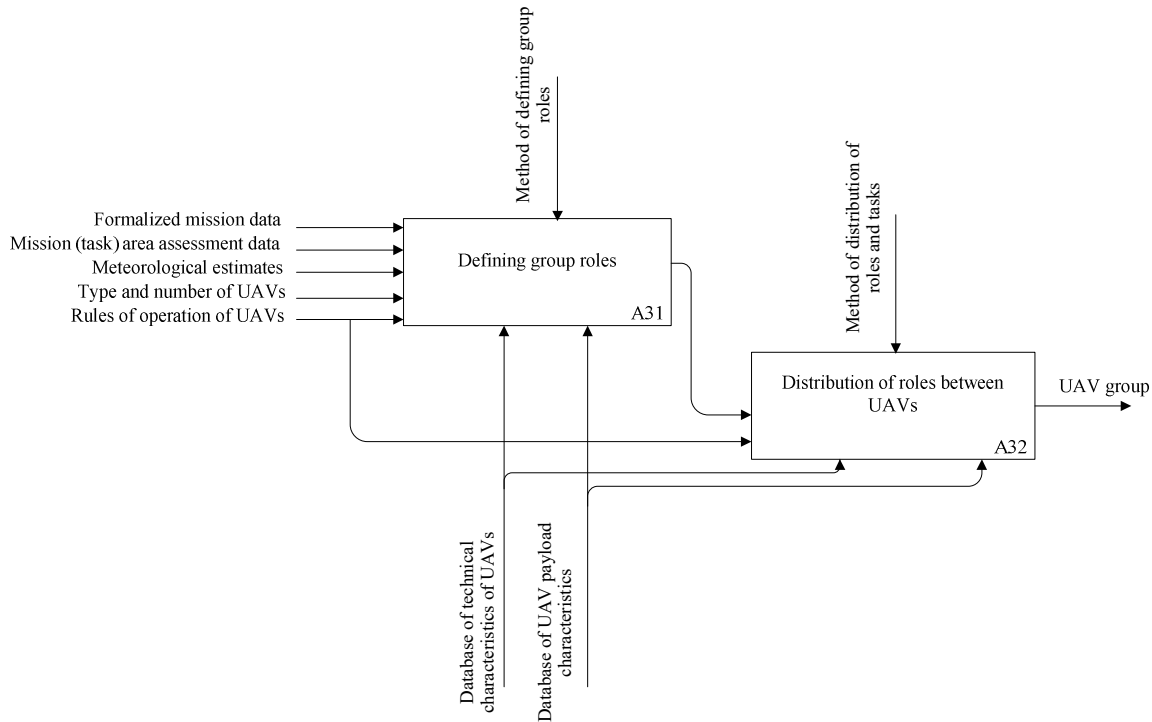 Method of defining group
roles
Method of distribution of
roles and tasks
Formalized mission data
Mission (task) area assessment data
Meteorological estimates
Type and number of UAVs
Rules of operation of UAVs
Defining group roles
A31
Distribution of roles between
UAVs
A32
UAV group
Database of technical
characteristics of UAVs
Database of UAV payload
characteristics